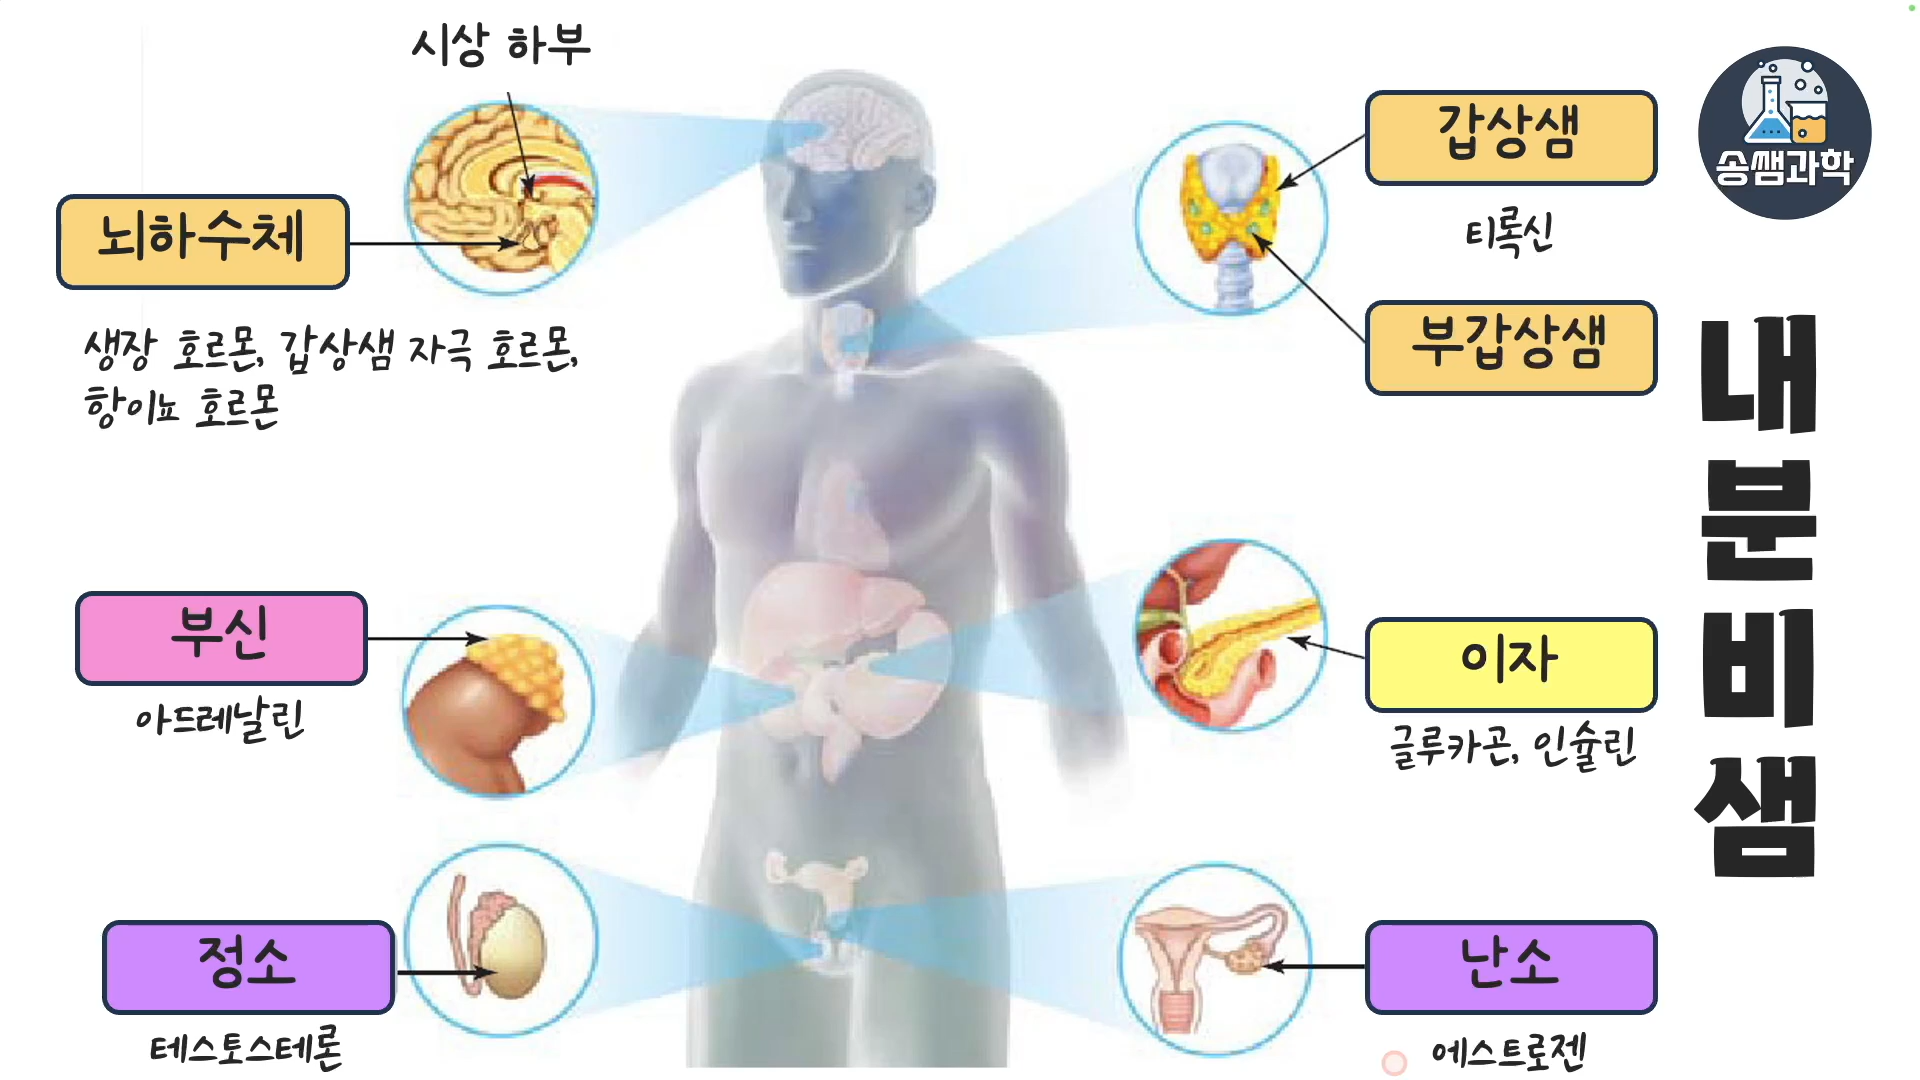 시상 하부
뇌하수체
생장 호르몬, 갑상샘 자극 호르몬,
항이뇨 호르몬
갑상샘
티록신
부갑상샘
송쌤과학
내분비샘
부신
아드레날린
이자
글루카곤, 인슐린
정소
테스토스테론
난소
에스트로젠